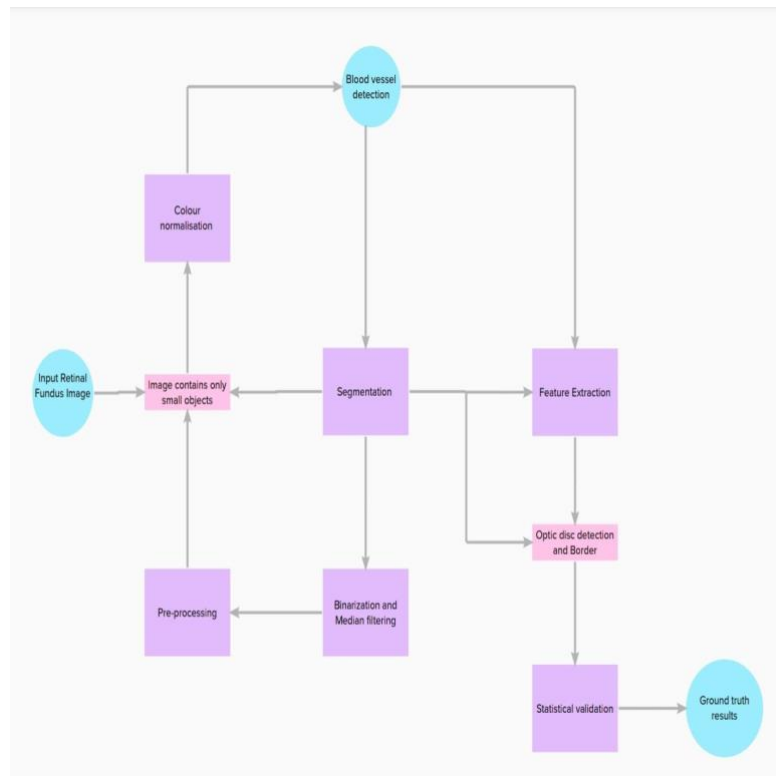 Blood vessel
detection
Colour
normalisation
Input Retinal
Fundus Image
Image contains only
small objects
Segmentation
Feature Extraction
Optic disc detection
and Border
Pre-processing
Binarization and
Median filtering
Statistical validation
Ground truth
results